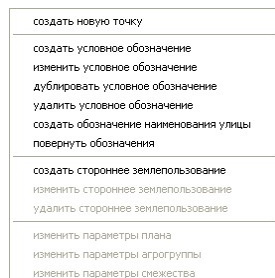 создать новую точку
создать условное обозначение
изменить условное обозначение
дублировать условное обозначение
удалить условное обозначение
создать обозначение наименования улицы
повернуть обозначения
создать стороннее землепользование
изменить стороннее землепользование
удалить стороннее землепользование
изменить параметры плана
изменить параметры агрогруппы
изменить параметры смежества